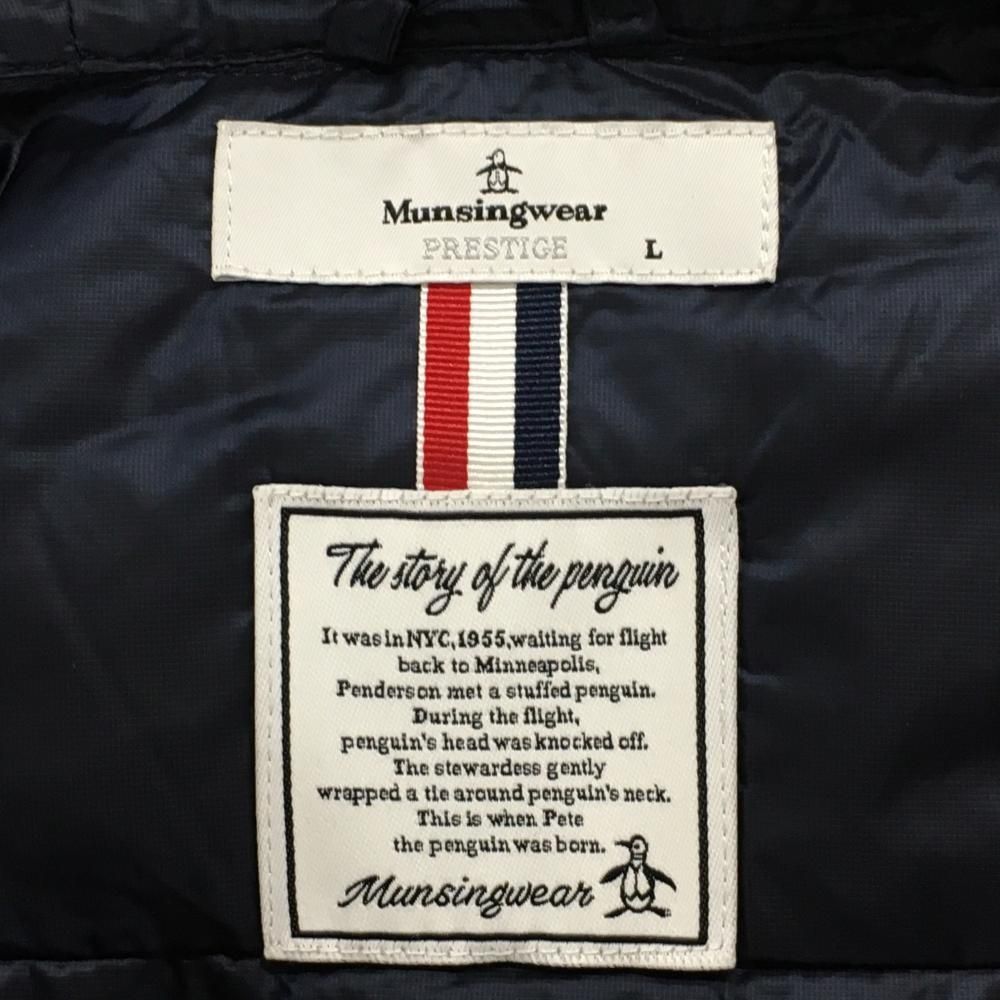 Munsingwear
PRESTIGE L
The story of the penguin
It was in NYC,1955,waiting for flight
back to Minneapolis,
Penderson met a stuffed penguin.
During the flight,
penguin's head was knocked off.
The stewardess gently
wrapped a tie around penguin's neck.
This is when Pete
the penguin was born.
Munsingwear